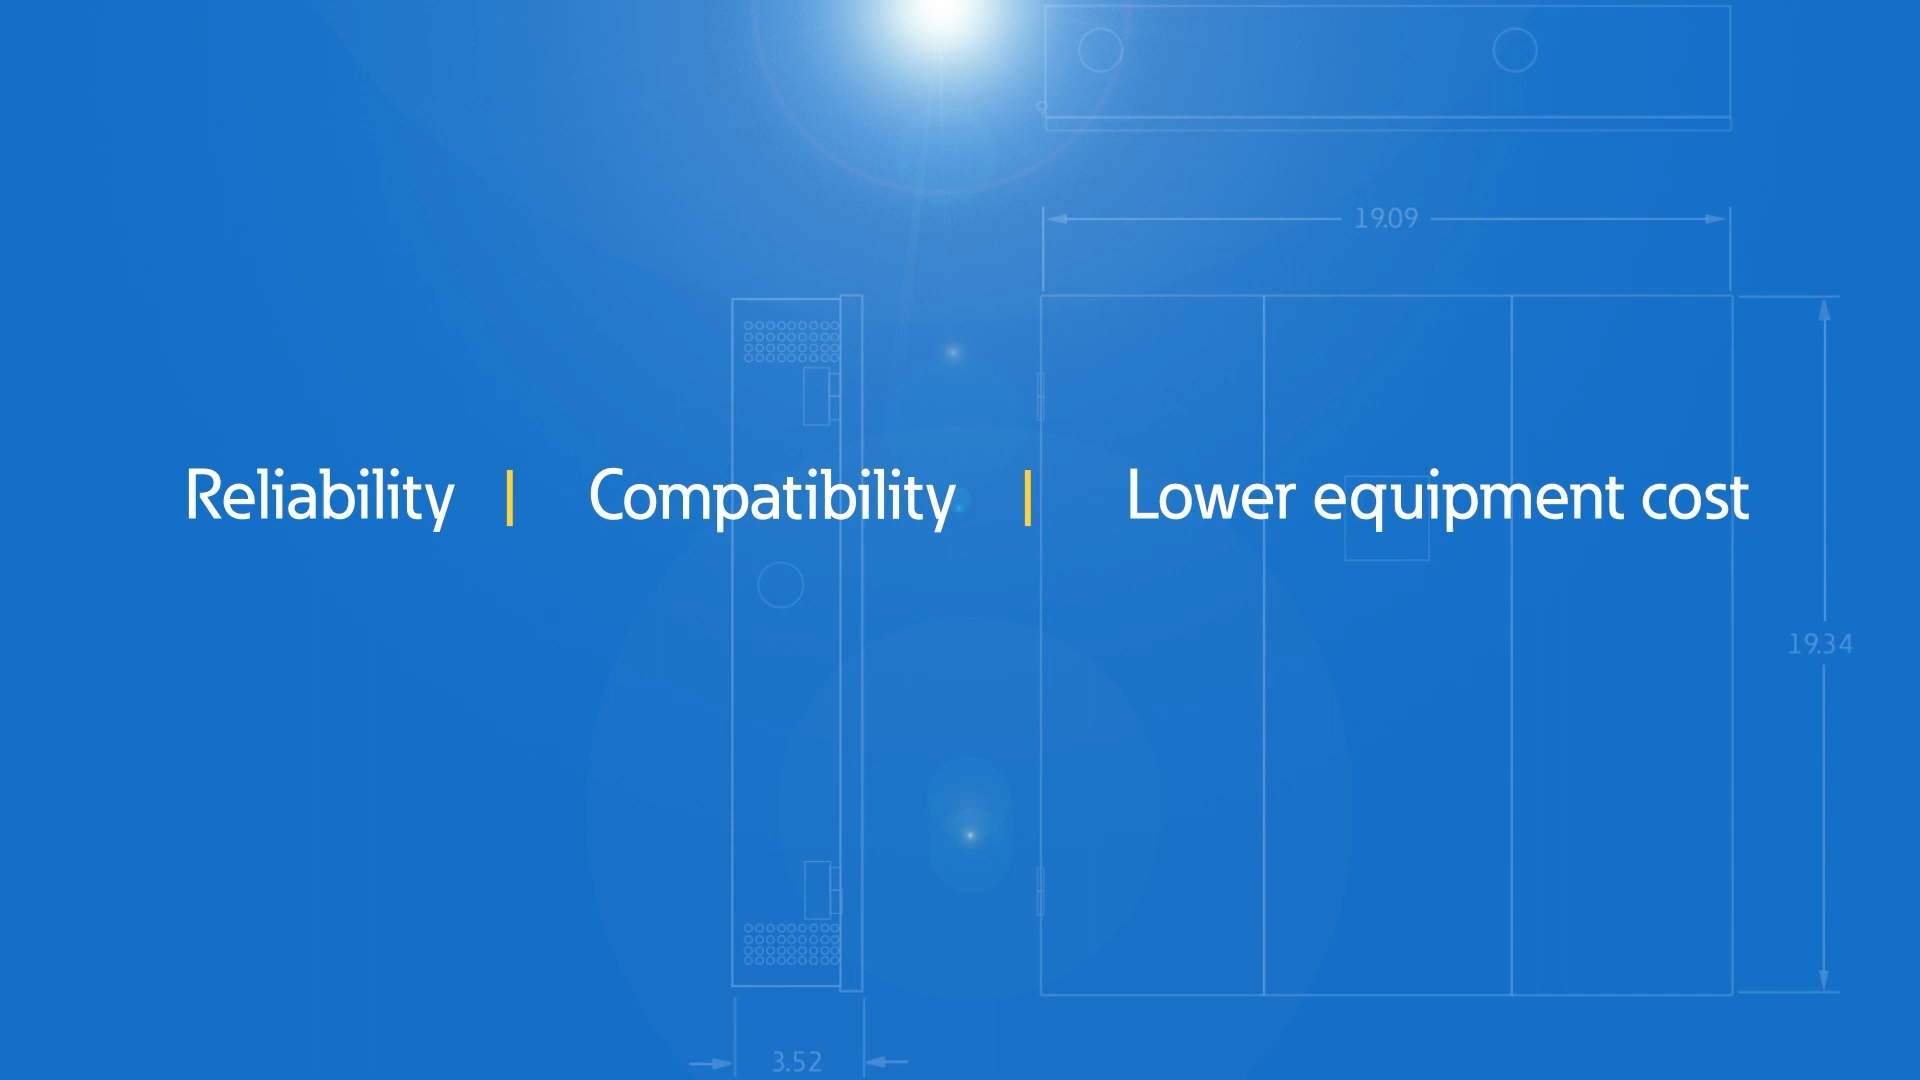 19.09
Reliability | Compatibility | Lower equipment cost
19.34
3.52